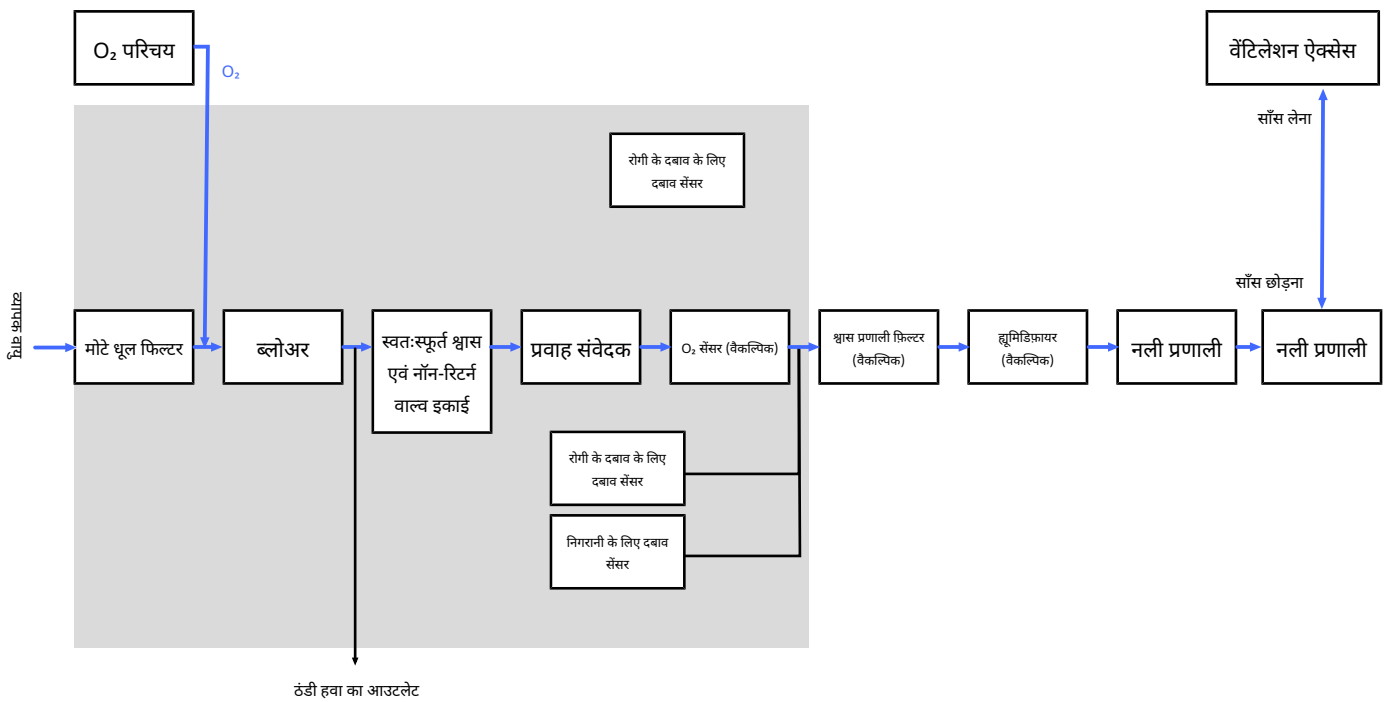 O₂ परिचय
O₂
वेंटिलेशन ऐक्सेस
साँस लेना
रोगी के दबाव के लिए
दबाव सेंसर
साँस छोड़ना
व्यापक वायु
मोटे धूल फिल्टर
ब्लोअर
स्वतःस्फूर्त श्वास
एवं नॉन-रिटर्न
वाल्व इकाई
प्रवाह संवेदक
O₂ सेंसर (वैकल्पिक)
श्वास प्रणाली फ़िल्टर
(वैकल्पिक)
ह्यूमिडिफ़ायर
(वैकल्पिक)
नली प्रणाली
नली प्रणाली
रोगी के दबाव के लिए
दबाव सेंसर
निगरानी के लिए दबाव
सेंसर
ठंडी हवा का आउटलेट